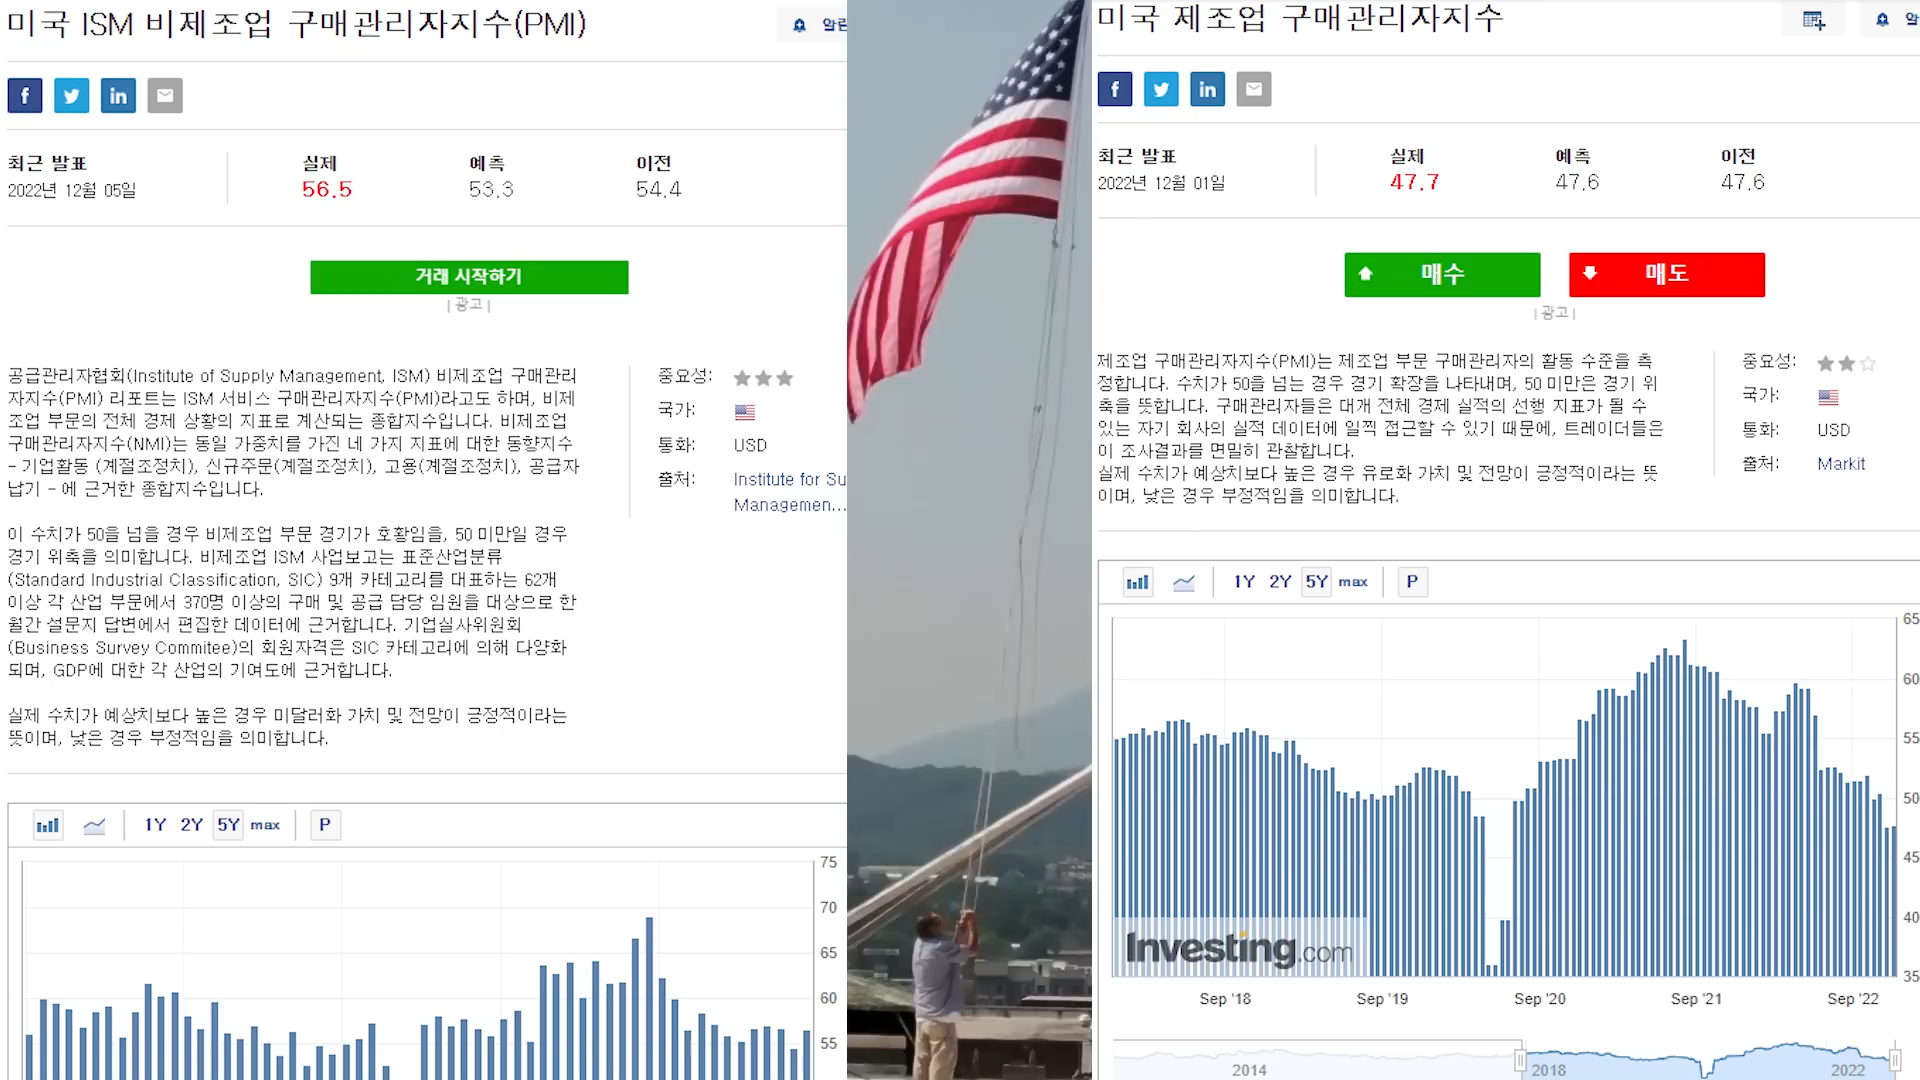 미국 ISM 비제조업 구매관리자지수(PMI)
최근 발표
2022년 12월 05일
실제
56.5
예측
53.3
이전
54.4
거래 시작하기
| 광고 |
공급관리자협회(Institute of Supply Management, ISM) 비제조업 구매관리
자지수(PMI) 리포트는 ISM 서비스 구매관리자지수(PMI)라고도 하며, 비제
조업 부문의 전체 경제 상황의 지표로 계산되는 종합지수입니다. 비제조업
구매관리자지수(NMI)는 동일 가중치를 가진 네 가지 지표에 대한 동향지수
- 기업활동 (계절조정치), 신규주문(계절조정치), 고용(계절조정치), 공급자
납기 - 에 근거한 종합지수입니다.
이 수치가 50을 넘을 경우 비제조업 부문 경기가 호황임을, 50 미만일 경우
경기 위축을 의미합니다. 비제조업 ISM 사업보고는 표준산업분류
(Standard Industrial Classification, SIC) 9개 카테고리를 대표하는 62개
이상 각 산업 부문에서 370명 이상의 구매 및 공급 담당 임원을 대상으로 한
월간 설문지 답변에서 편집한 데이터에 근거합니다. 기업실사위원회
(Business Survey Commitee)의 회원자격은 SIC 카테고리에 의해 다양화
되며, GDP에 대한 각 산업의 기여도에 근거합니다.
실제 수치가 예상치보다 높은 경우 미달러화 가치 및 전망이 긍정적이라는
뜻이며, 낮은 경우 부정적임을 의미합니다.
중요성:
국가:
통화: USD
출처: Institute for Su
Managemen...
1Y 2Y 5Y max P
75
70
65
60
55
미국 제조업 구매관리자지수
최근 발표
2022년 12월 01일
실제
47.7
예측
47.6
이전
47.6
매수
매도
| 광고 |
제조업 구매관리자지수(PMI)는 제조업 부문 구매관리자의 활동 수준을 측
정합니다. 수치가 50을 넘는 경우 경기 확장을 나타내며, 50 미만은 경기 위
축을 뜻합니다. 구매관리자들은 대개 전체 경제 실적의 선행 지표가 될 수
있는 자기 회사의 실적 데이터에 일찍 접근할 수 있기 때문에, 트레이더들은
이 조사결과를 면밀히 관찰합니다.
실제 수치가 예상치보다 높은 경우 유로화 가치 및 전망이 긍정적이라는 뜻
이며, 낮은 경우 부정적임을 의미합니다.
중요성:
국가:
통화: USD
출처: Markit
1Y 2Y 5Y max P
65
60
55
50
45
40
35
Investing.com
Sep '18 Sep '19 Sep '20 Sep '21 Sep '22
2014 2018 2022